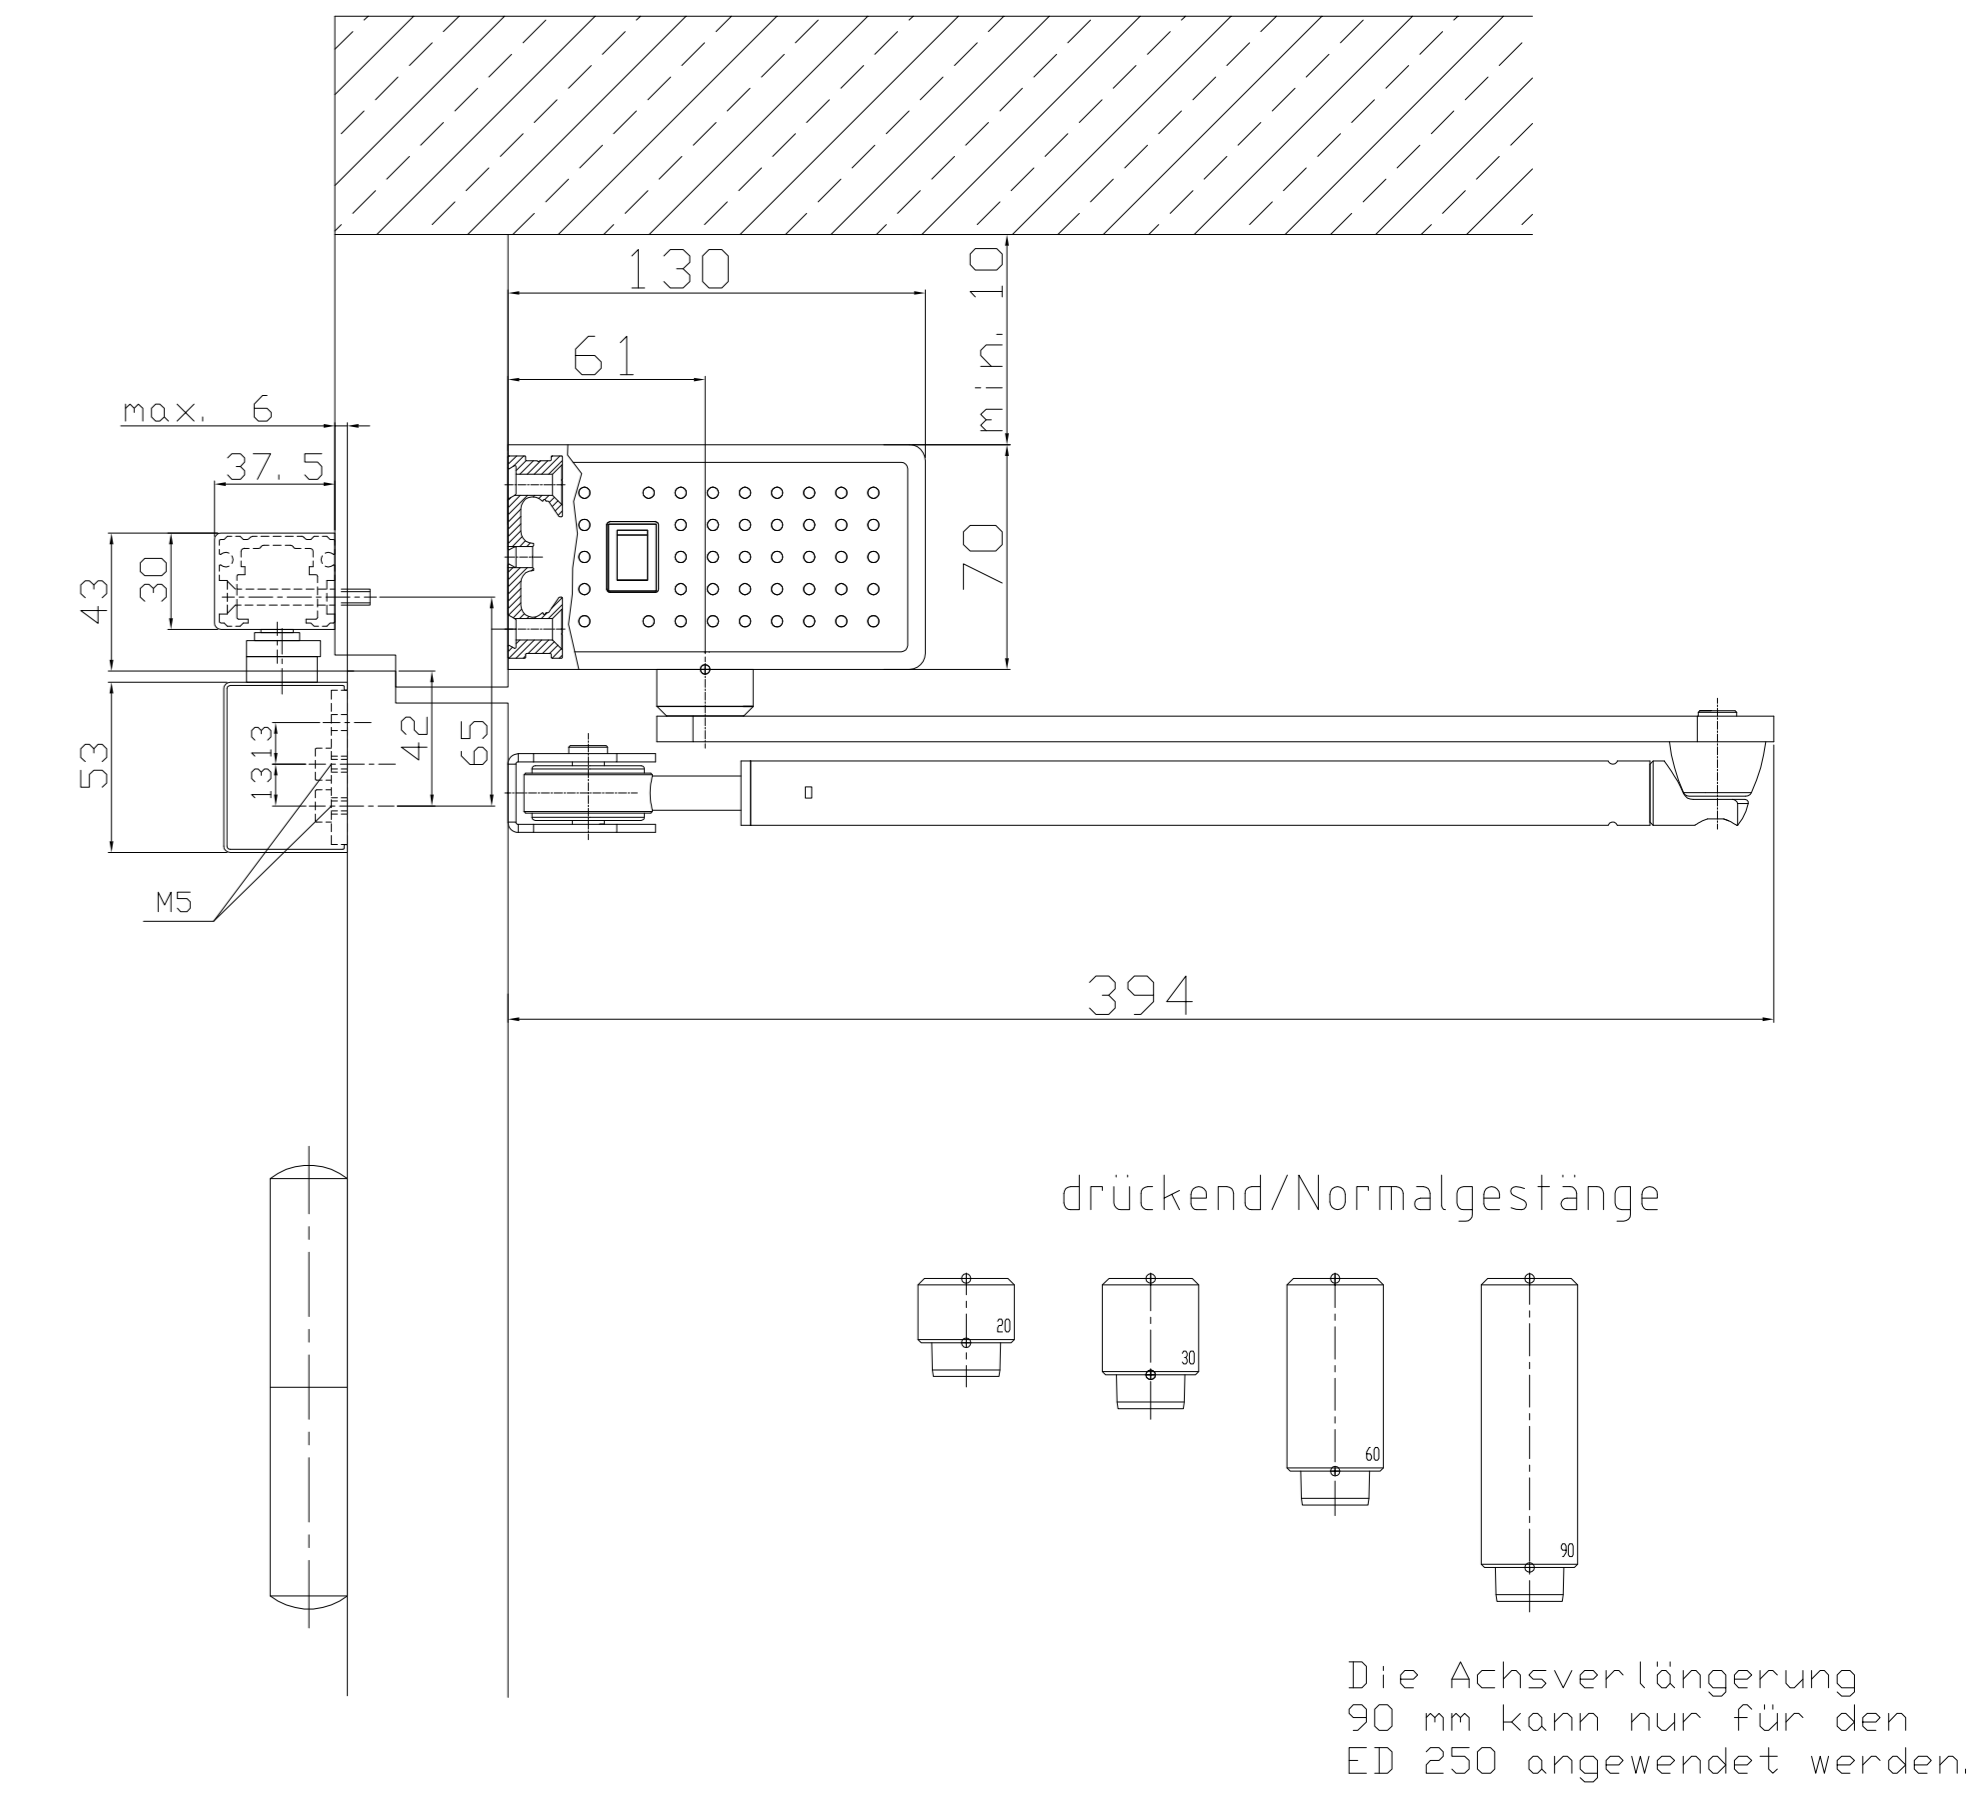 130
min. 10
61
max. 6
37.5
70
43
30
13
13
42
65
53
M5
394
drückend/Normalgestänge
20
30
60
90
Die Achsverlängerung
90 mm kann nur für den
ED 250 angewendet werden.